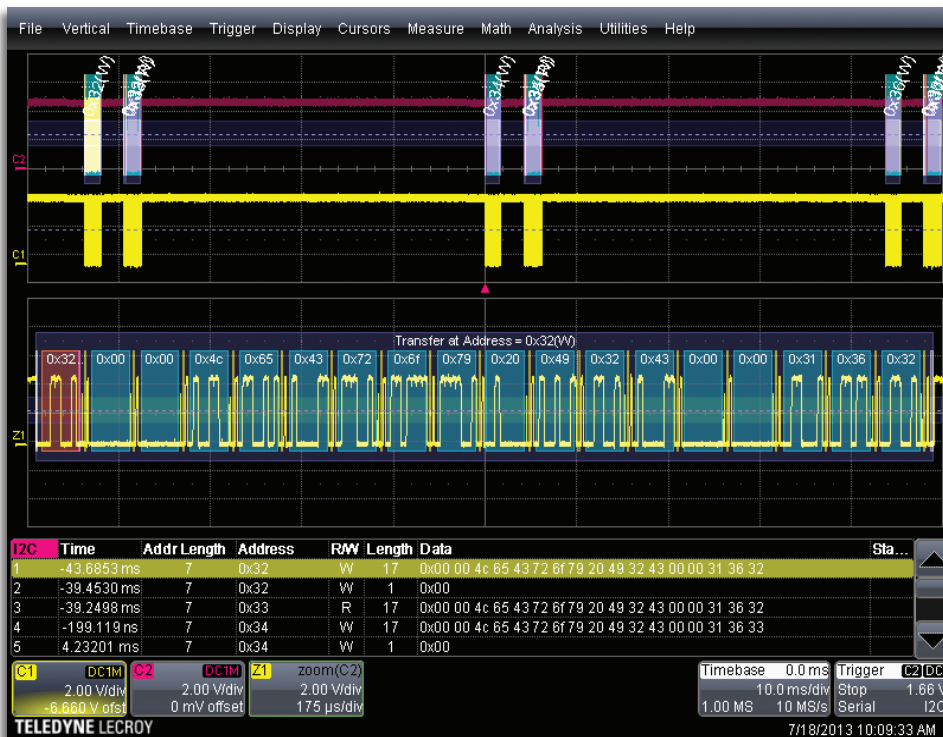 File Vertical Timebase Trigger Display Cursors Measure Math Analysis Utilities Help
0x32(W) 0x34(W) 0x36(W)
C2
C1
Transfer at Address = 0x32(W)
0x32 0x00 0x00 0x4c 0x65 0x43 0x72 0x6f 0x79 0x20 0x49 0x32 0x43 0x00 0x00 0x31 0x36 0x32
Z1
I2C Time Addr Length Address R/W Length Data Sta...
1 -43.6853 ms 7 0x32 W 17 0x00 00 4c 65 43 72 6f 79 20 49 32 43 00 00 31 36 32
2 -39.4530 ms 7 0x32 W 1 0x00
3 -39.2498 ms 7 0x33 R 17 0x00 00 4c 65 43 72 6f 79 20 49 32 43 00 00 31 36 32
4 -199.119 ns 7 0x34 W 17 0x00 00 4c 65 43 72 6f 79 20 49 32 43 00 00 31 36 33
5 4.23201 ms 7 0x34 W 1 0x00
C1 DC1M C2 DC1M Z1 zoom(C2) Timebase 0.0 ms Trigger C2 DC
2.00 V/div 2.00 V/div 2.00 V/div 10.0 ms/div Stop 1.66 V
-6.660 V ofst 0 mV offset 175 µs/div 1.00 MS 10 MS/s Serial I2C
TELEDYNE LECROY 7/18/2013 10:09:33 AM